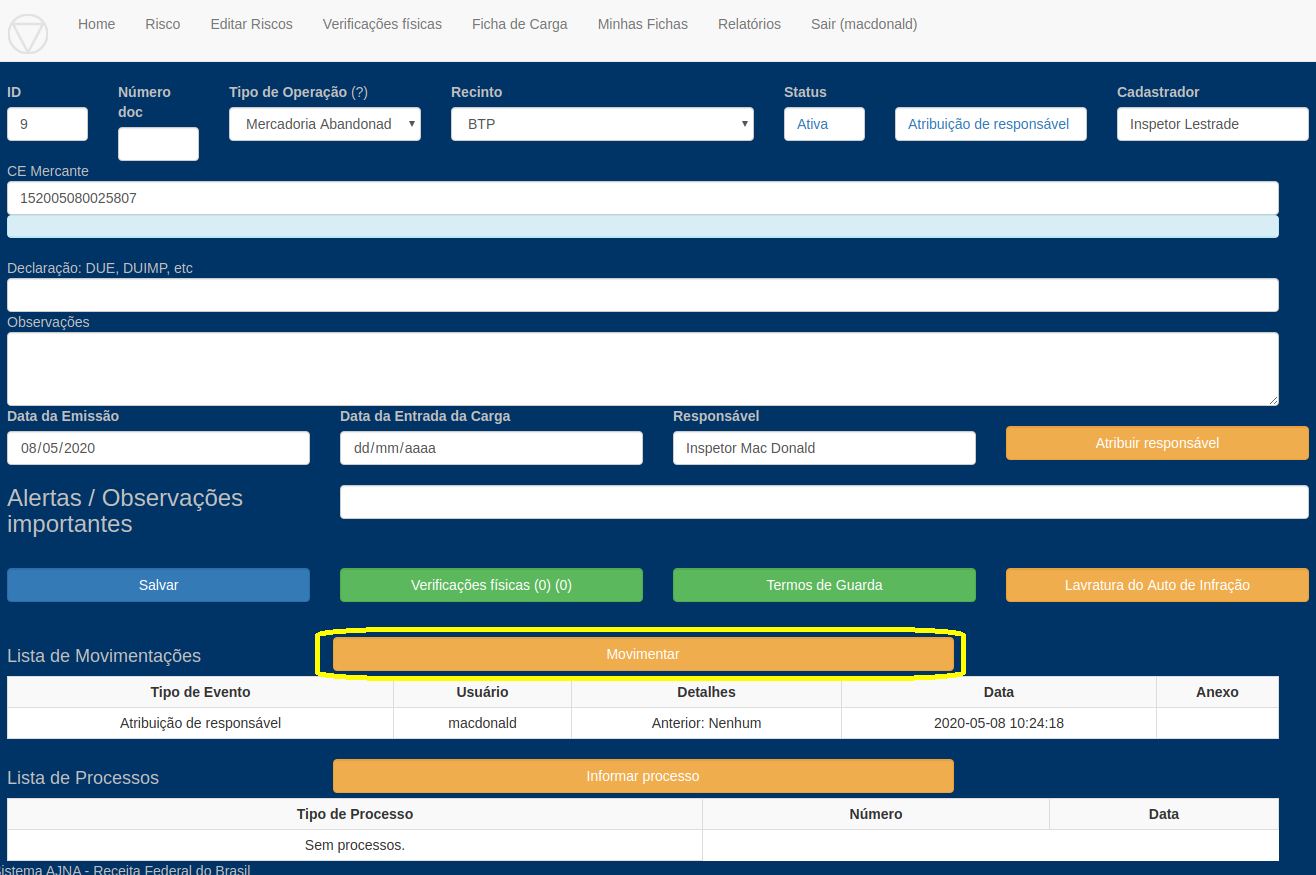 Home Risco Editar Riscos Verificações físicas Ficha de Carga Minhas Fichas Relatórios Sair (macdonald)
ID Número doc Tipo de Operação (?) Recinto Status Cadastrador
9 Mercadoria Abandonad BTP Ativa Atribuição de responsável Inspetor Lestrade
CE Mercante
152005080025807
Declaração: DUE, DUIMP, etc
Observações
Data da Emissão Data da Entrada da Carga Responsável
08/05/2020 dd/mm/aaaa Inspetor Mac Donald Atribuir responsável
Alertas / Observações
importantes
Salvar Verificações físicas (0) (0) Termos de Guarda Lavratura do Auto de Infração
Lista de Movimentações Movimentar
Tipo de Evento Usuário Detalhes Data Anexo
Atribuição de responsável macdonald Anterior: Nenhum 2020-05-08 10:24:18
Lista de Processos Informar processo
Tipo de Processo Número Data
Sem processos.
istema AJNA - Receita Federal do Brasil